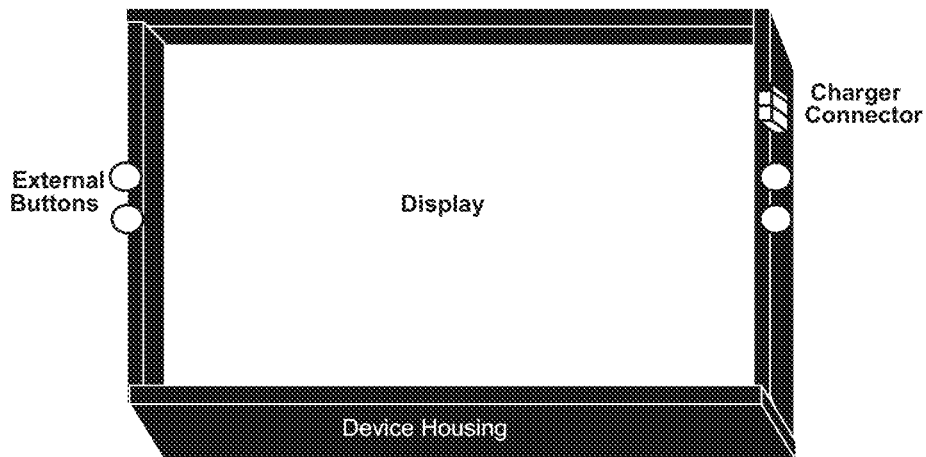 Charger
Connector
External
Buttons
Display
Device Housing